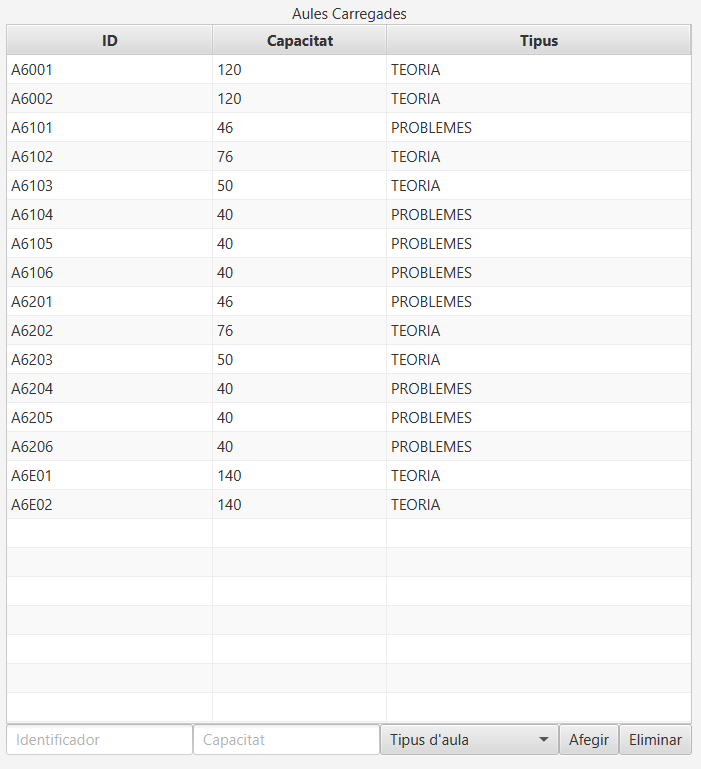 Aules Carregades
ID Capacitat Tipus
A6001 120 TEORIA
A6002 120 TEORIA
A6101 46 PROBLEMES
A6102 76 TEORIA
A6103 50 TEORIA
A6104 40 PROBLEMES
A6105 40 PROBLEMES
A6106 40 PROBLEMES
A6201 46 PROBLEMES
A6202 76 TEORIA
A6203 50 TEORIA
A6204 40 PROBLEMES
A6205 40 PROBLEMES
A6206 40 PROBLEMES
A6E01 140 TEORIA
A6E02 140 TEORIA
Identificador Capacitat Tipus d'aula Afegir Eliminar